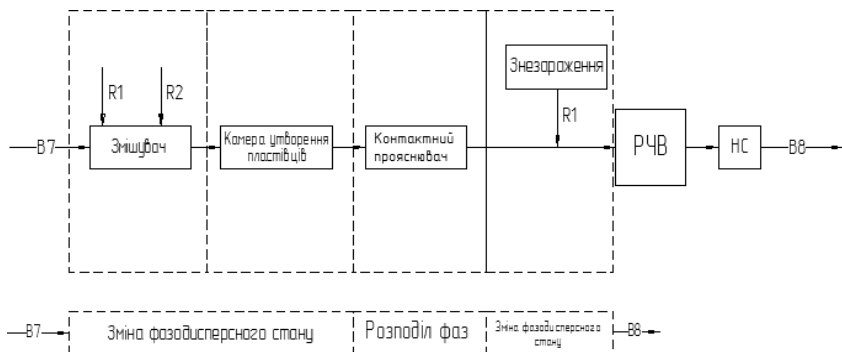 Знезараження
R1
R2
R1
В7
Змішувач
Камера утворення
пластівців
Контактний
прояснювач
РЧВ
НС
В8
В7
Зміна фазодисперсного стану
Розподіл фаз
Зміна фазодисперсного
стану
В8